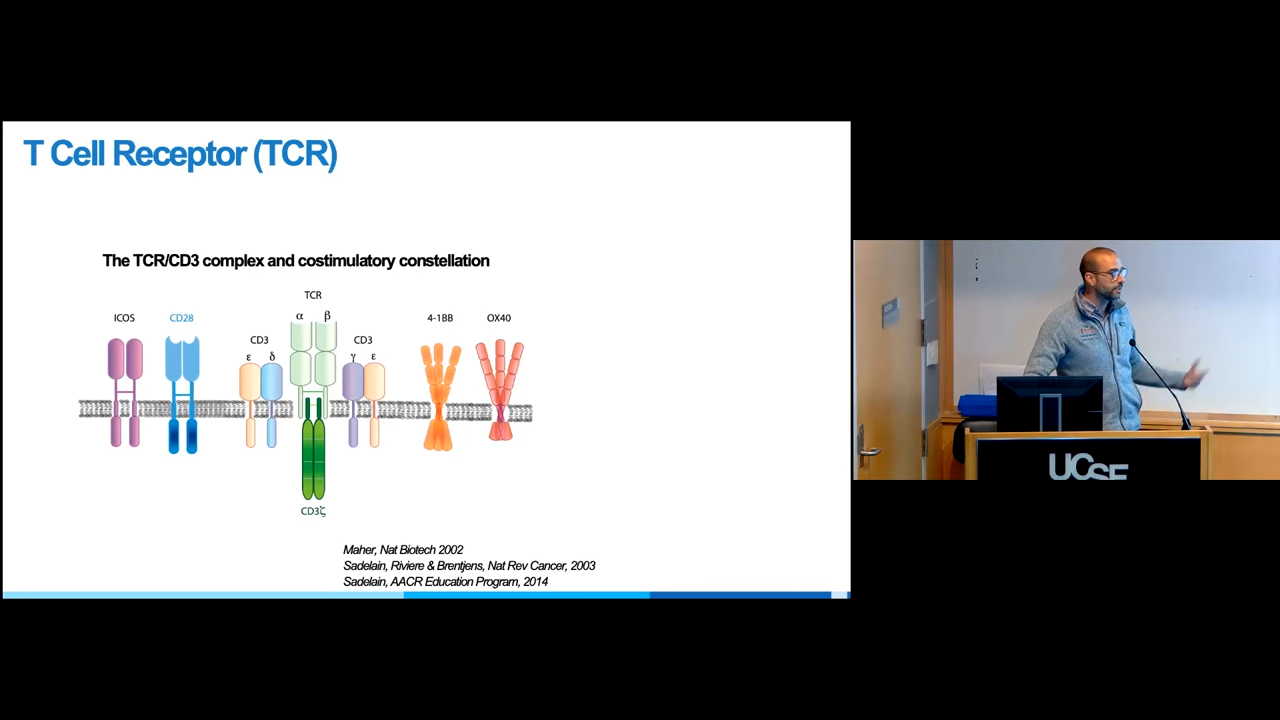 T Cell Receptor (TCR)
The TCR/CD3 complex and costimulatory constellation
TCR
α β
ICOS CD28 4-1BB OX40
CD3 CD3
ε δ γ ε
CD3ζ
Maher, Nat Biotech 2002
Sadelain, Riviere & Brentjens, Nat Rev Cancer, 2003
Sadelain, AACR Education Program, 2014
UCSF